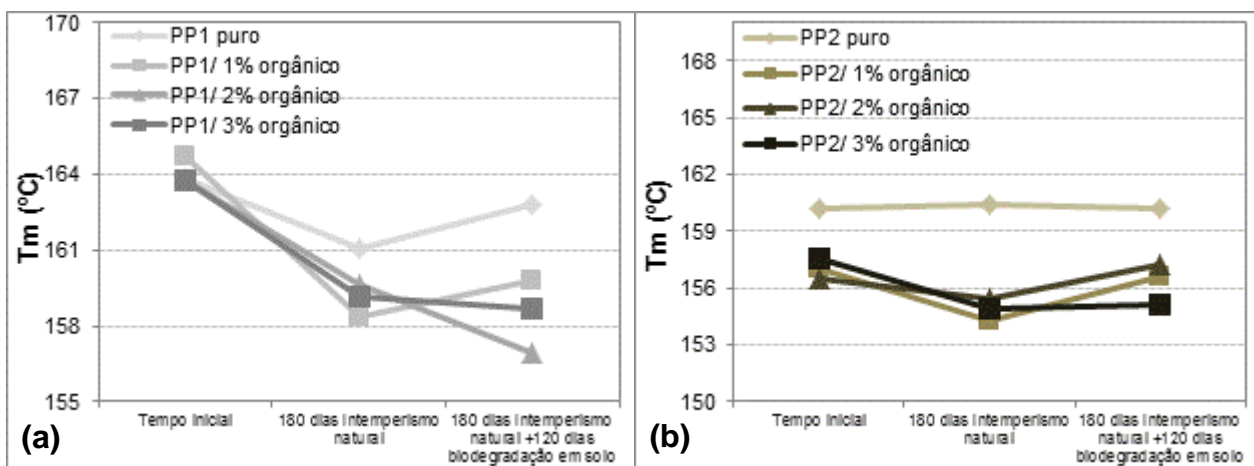 170
167
164
161
158
155
Tm (ºC)
PP1 puro
PP1/ 1% orgânico
PP1/ 2% orgânico
PP1/ 3% orgânico
Tempo inicial
180 dias intemperismo
natural
180 dias intemperismo
natural +120 dias
biodegradação em solo
(a)
168
165
162
159
156
153
150
Tm (ºC)
PP2 puro
PP2/ 1% orgânico
PP2/ 2% orgânico
PP2/ 3% orgânico
Tempo inicial
180 dias intemperismo
natural
180 dias intemperismo
natural +120 dias
biodegradação em solo
(b)